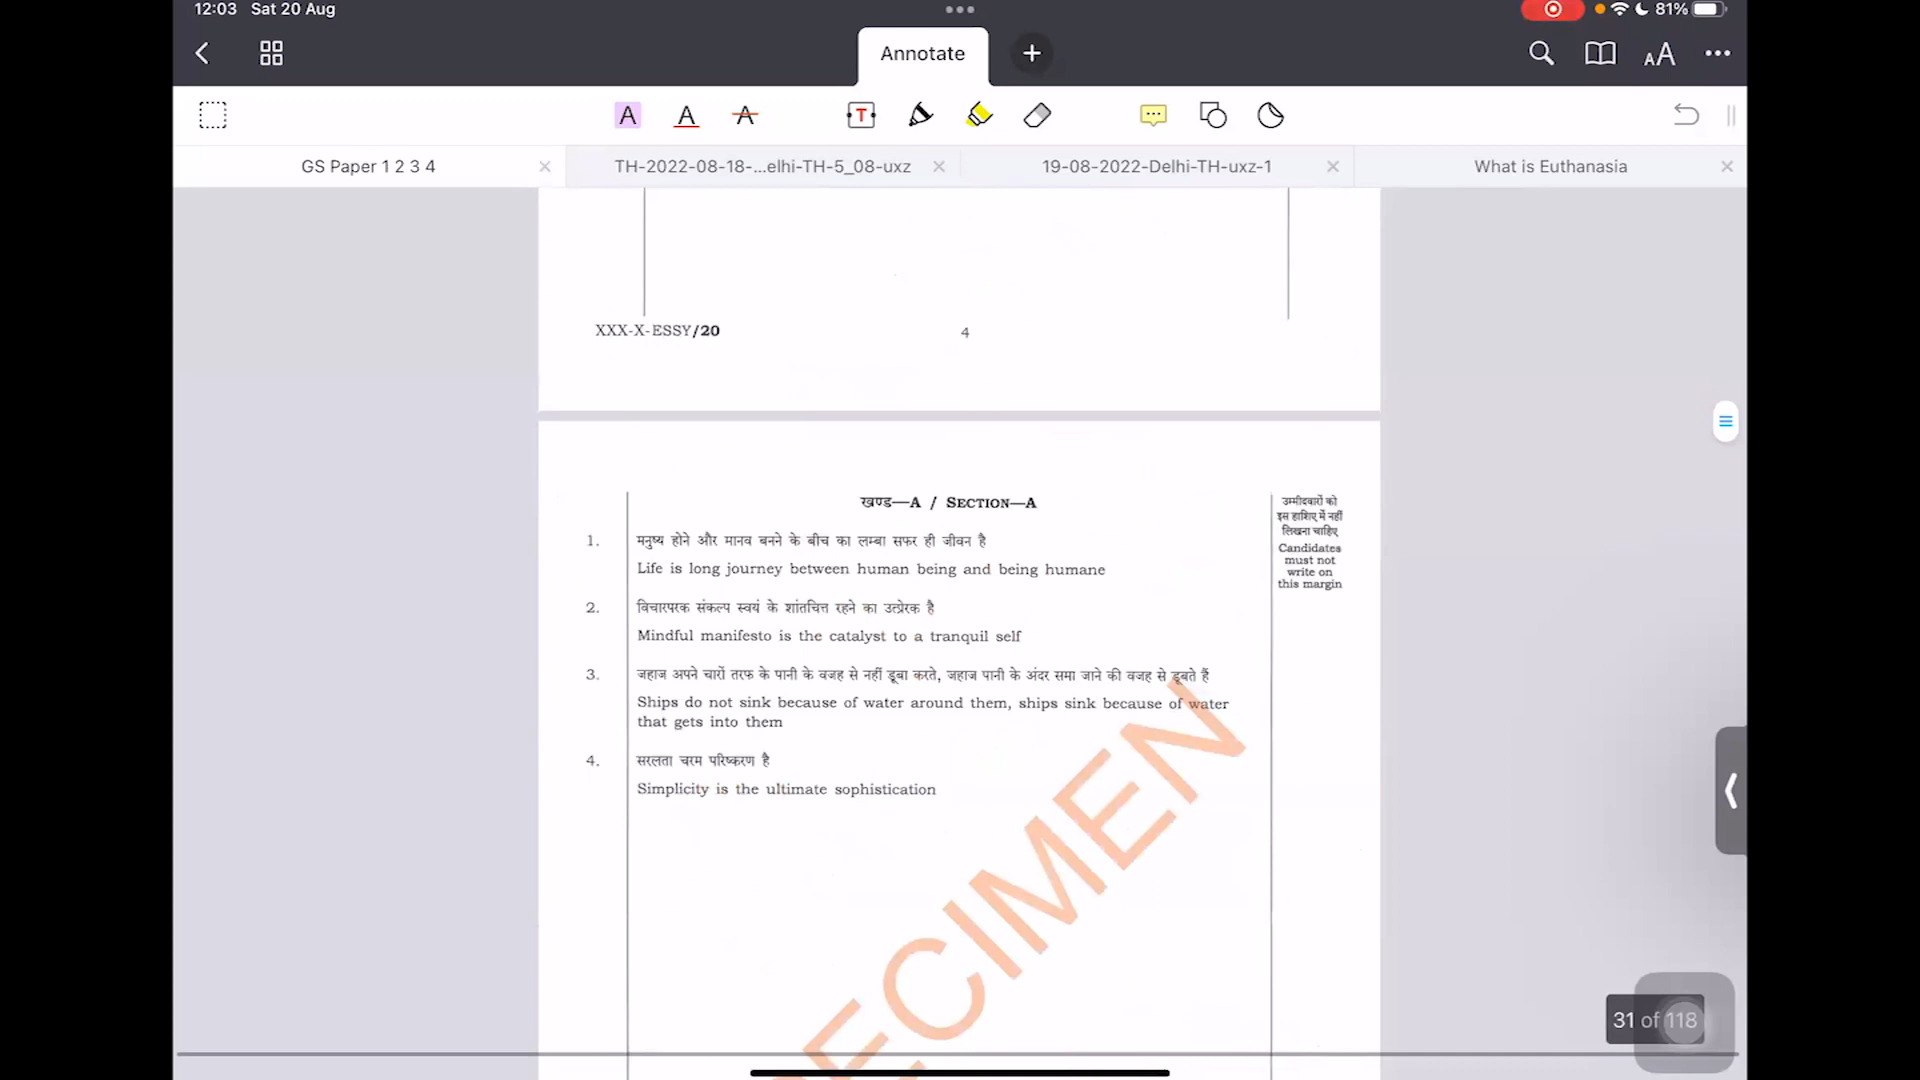 12:03 Sat 20 Aug
81%
Annotate
AA
A A A T
GS Paper 1 2 3 4
TH-2022-08-18-...elhi-TH-5_08-uxz
19-08-2022-Delhi-TH-uxz-1
What is Euthanasia
XXX-X-ESSY/20
4
खण्ड—A / SECTION—A
उम्मीदवारों को
इस हाशिए में नहीं
लिखना चाहिए
Candidates
must not
write on
this margin
1. मनुष्य होने और मानव बनने के बीच का लम्बा सफर ही जीवन है
Life is long journey between human being and being humane
2. विचारपरक संकल्प स्वयं के शांतचित्त रहने का उत्प्रेरक है
Mindful manifesto is the catalyst to a tranquil self
3. जहाज अपने चारों तरफ के पानी के वजह से नहीं डूबा करते, जहाज पानी के अंदर समा जाने की वजह से डूबते हैं
Ships do not sink because of water around them, ships sink because of water
that gets into them
4. सरलता चरम परिष्करण है
Simplicity is the ultimate sophistication
ECIMEN
31 of 118